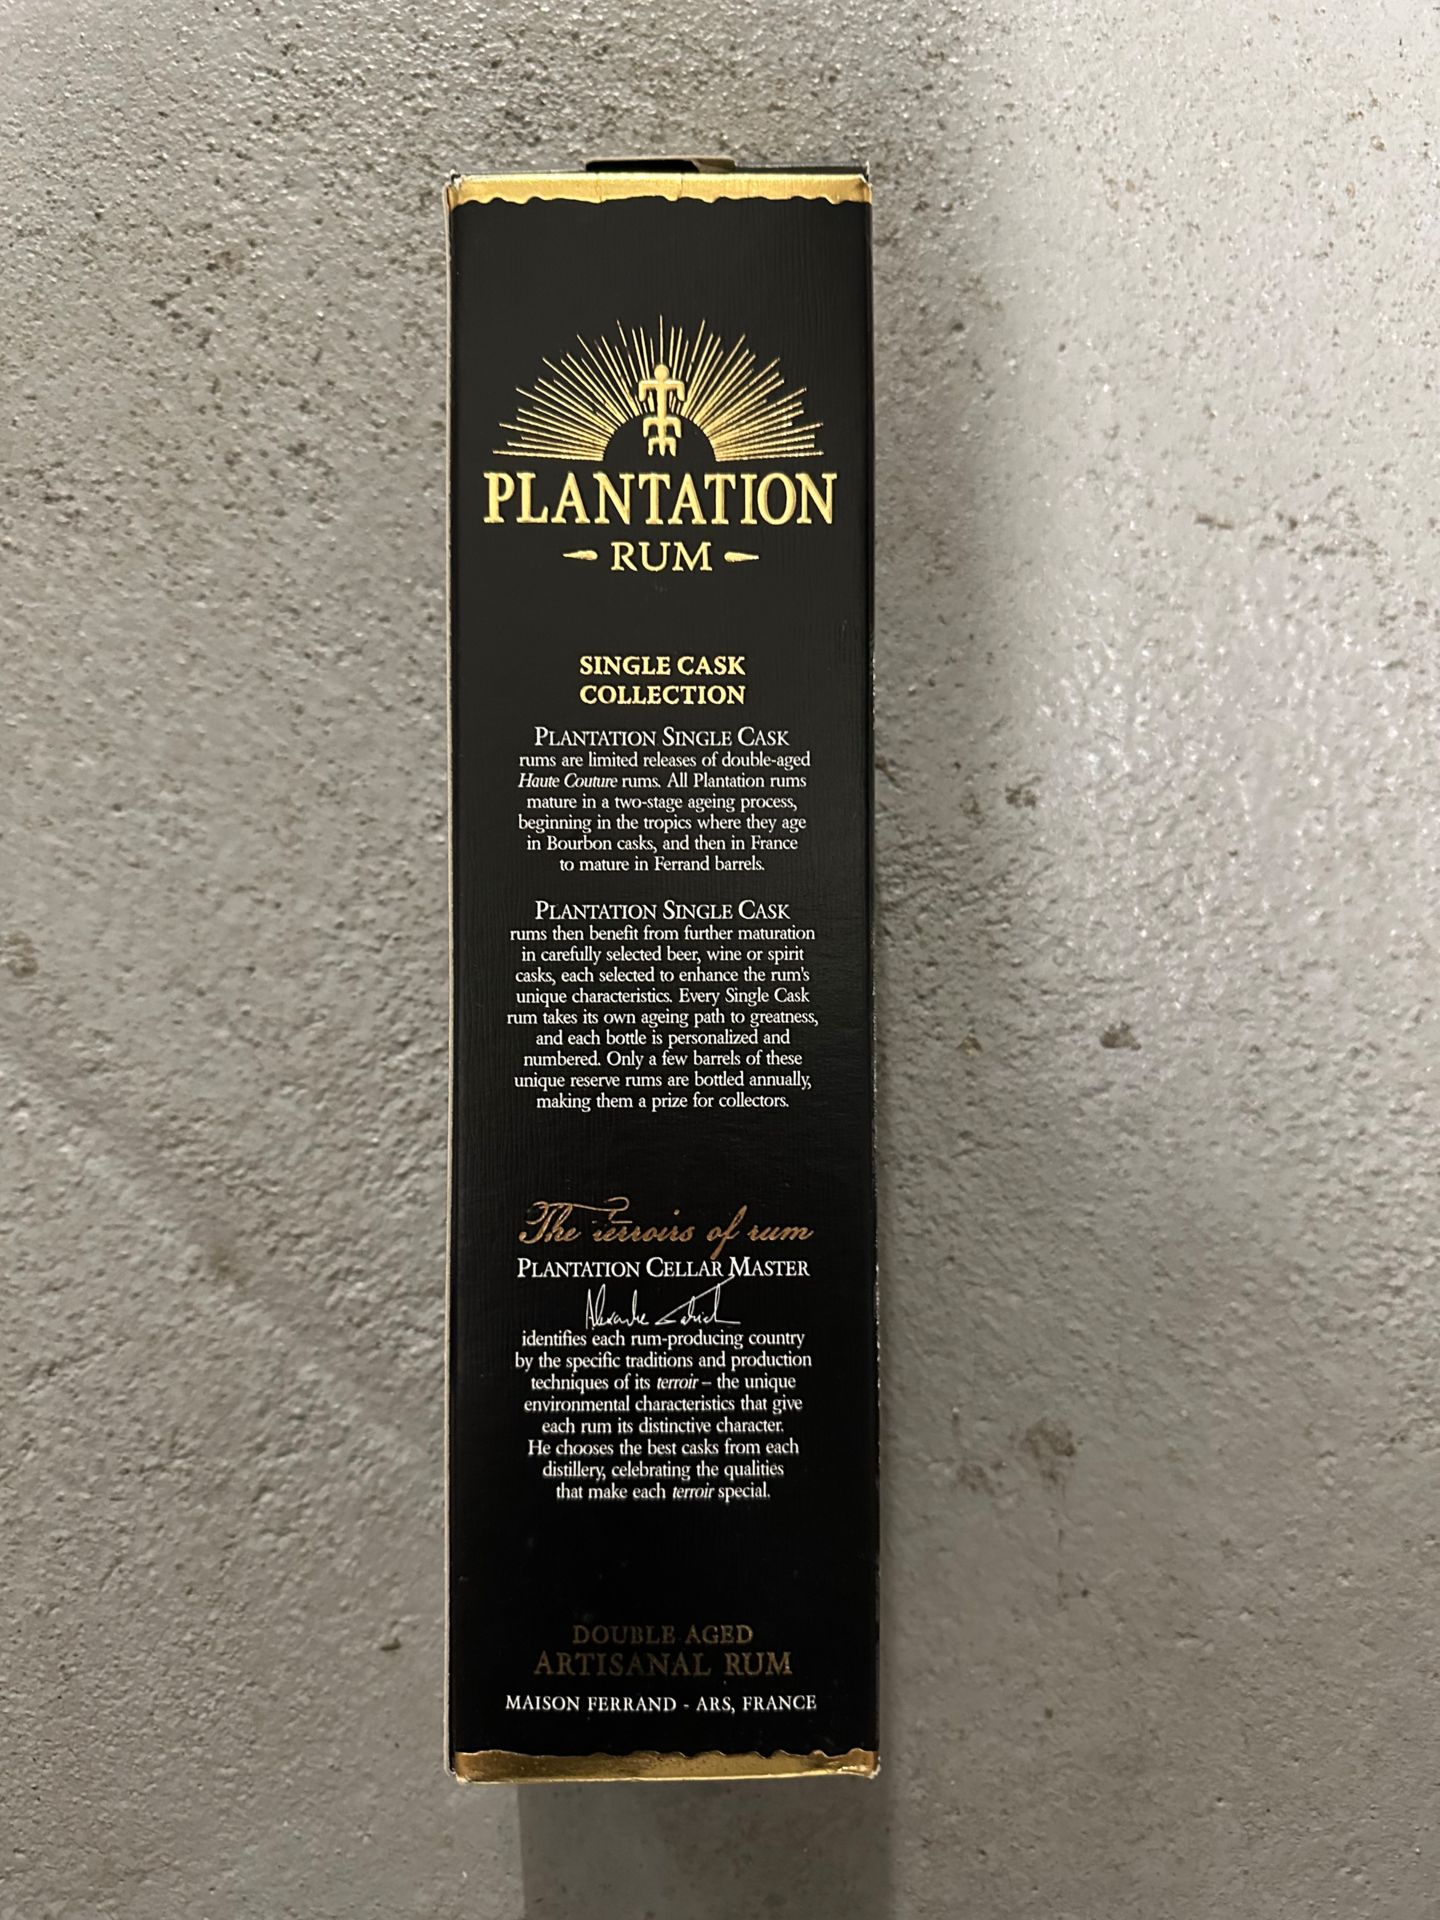 PLANTATION
RUM
SINGLE CASK
COLLECTION
PLANTATION SINGLE CASK
rums are limited releases of double-aged
Haute Couture rums. All Plantation rums
mature in a two-stage ageing process,
beginning in the tropics where they age
in Bourbon casks, and then in France
to mature in Ferrand barrels.
PLANTATION SINGLE CASK
rums then benefit from further maturation
in carefully selected beer, wine or spirit
casks, each selected to enhance the rum's
unique characteristics. Every Single Cask
rum takes its own ageing path to greatness,
and each bottle is personalized and
numbered. Only a few barrels of these
unique reserve rums are bottled annually,
making them a prize for collectors.
The terroirs of rum
PLANTATION CELLAR MASTER
Alexandre Gabriel
identifies each rum-producing country
by the specific traditions and production
techniques of its terroir – the unique
environmental characteristics that give
each rum its distinctive character.
He chooses the best casks from each
distillery, celebrating the qualities
that make each terroir special.
DOUBLE AGED
ARTISANAL RUM
MAISON FERRAND - ARS, FRANCE